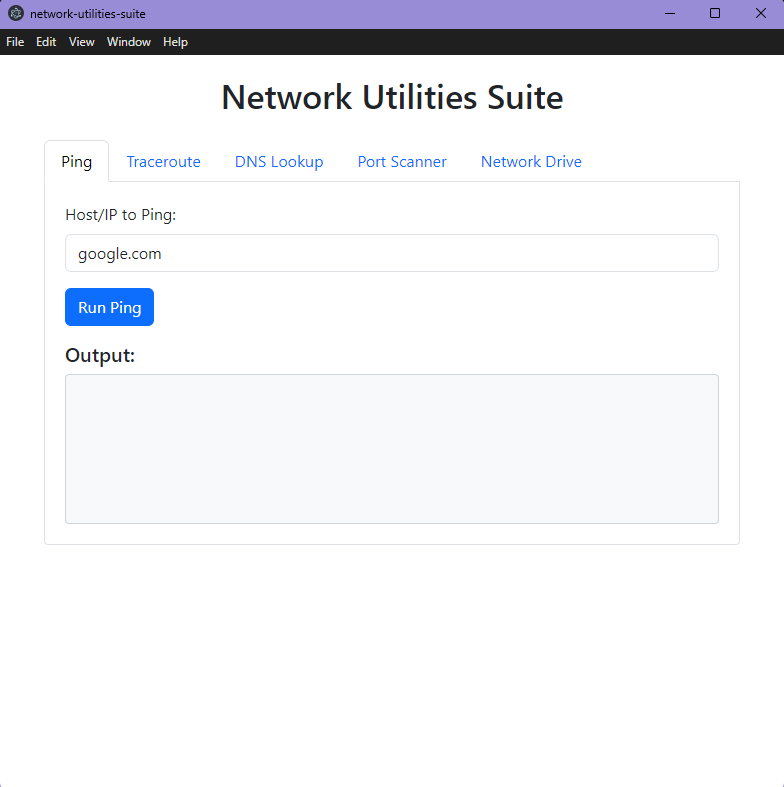 network-utilities-suite
File Edit View Window Help
Network Utilities Suite
Ping Traceroute DNS Lookup Port Scanner Network Drive
Host/IP to Ping:
google.com
Run Ping
Output: